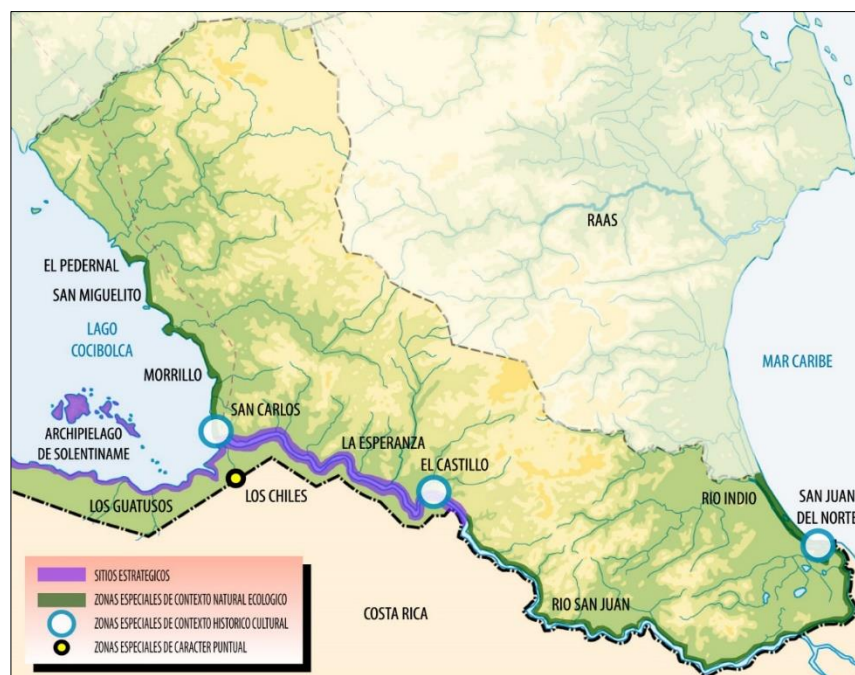 RAAS
EL PEDERNAL
SAN MIGUELITO
LAGO
COCIBOLCA
MAR CARIBE
MORRILLO
SAN CARLOS
ARCHIPIELAGO
DE SOLENTINAME
LA ESPERANZA
EL CASTILLO
LOS GUATUSOS
LOS CHILES
RÍO INDIO
SAN JUAN
DEL NORTE
SITIOS ESTRATEGICOS
ZONAS ESPECIALES DE CONTEXTO NATURAL ECOLOGICO
ZONAS ESPECIALES DE CONTEXTO HISTORICO CULTURAL
ZONAS ESPECIALES DE CARACTER PUNTUAL
COSTA RICA
RIO SAN JUAN